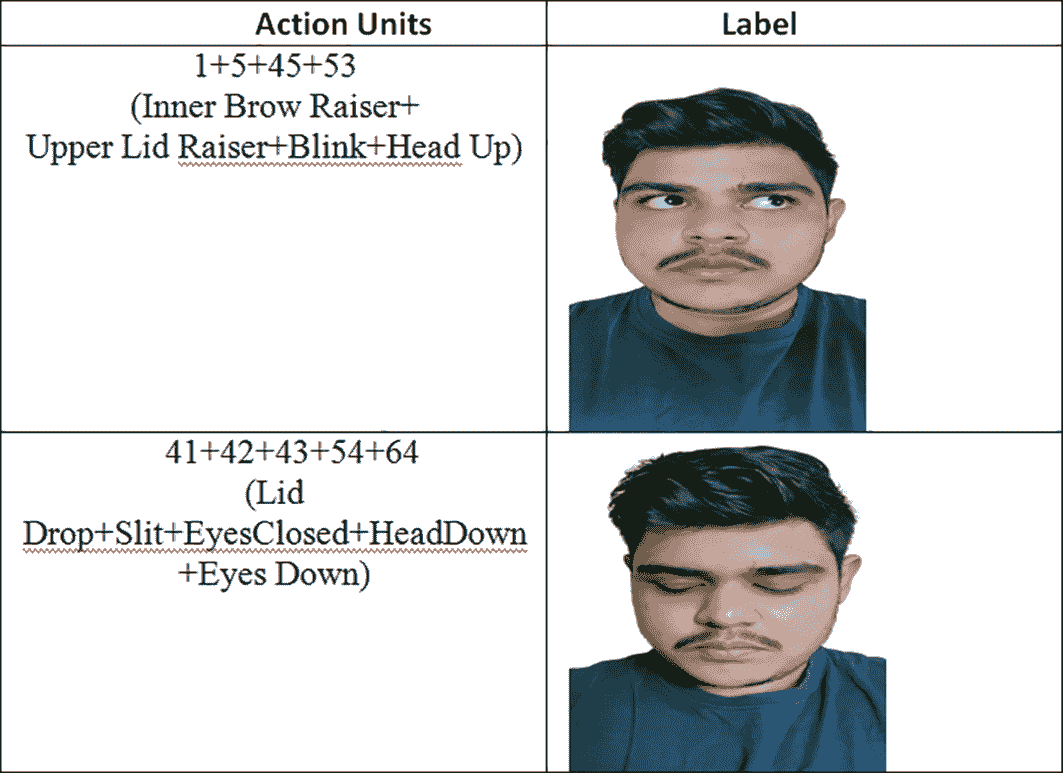 Action Units
Label
1+5+45+53
(Inner Brow Raiser+
Upper Lid Raiser+Blink+Head Up)
41+42+43+54+64
(Lid
Drop+Slit+EyesClosed+HeadDown
+Eyes Down)